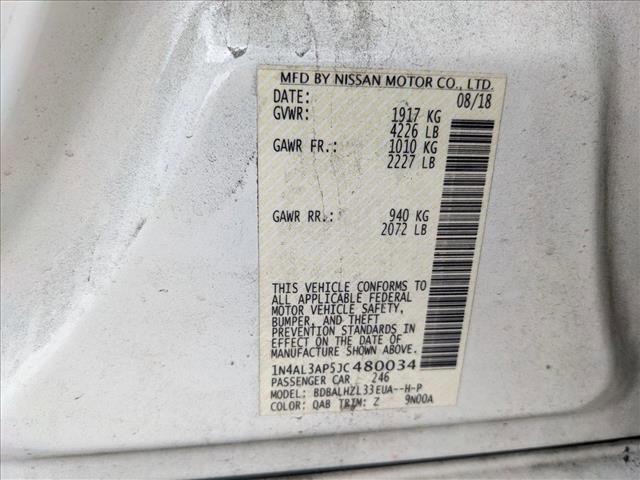 MFD BY NISSAN MOTOR CO., LTD.
DATE: 08/18
GVWR: 1917 KG
4226 LB
GAWR FR.: 1010 KG
2227 LB
GAWR RR.: 940 KG
2072 LB
THIS VEHICLE CONFORMS TO
ALL APPLICABLE FEDERAL
MOTOR VEHICLE SAFETY,
BUMPER, AND THEFT
PREVENTION STANDARDS IN
EFFECT ON THE DATE OF
MANUFACTURE SHOWN ABOVE.
1N4AL3AP5JC480034
PASSENGER CAR 246
MODEL: BDBALHZL33EUA--H-P
COLOR: QAB TRIM: Z 9N00A